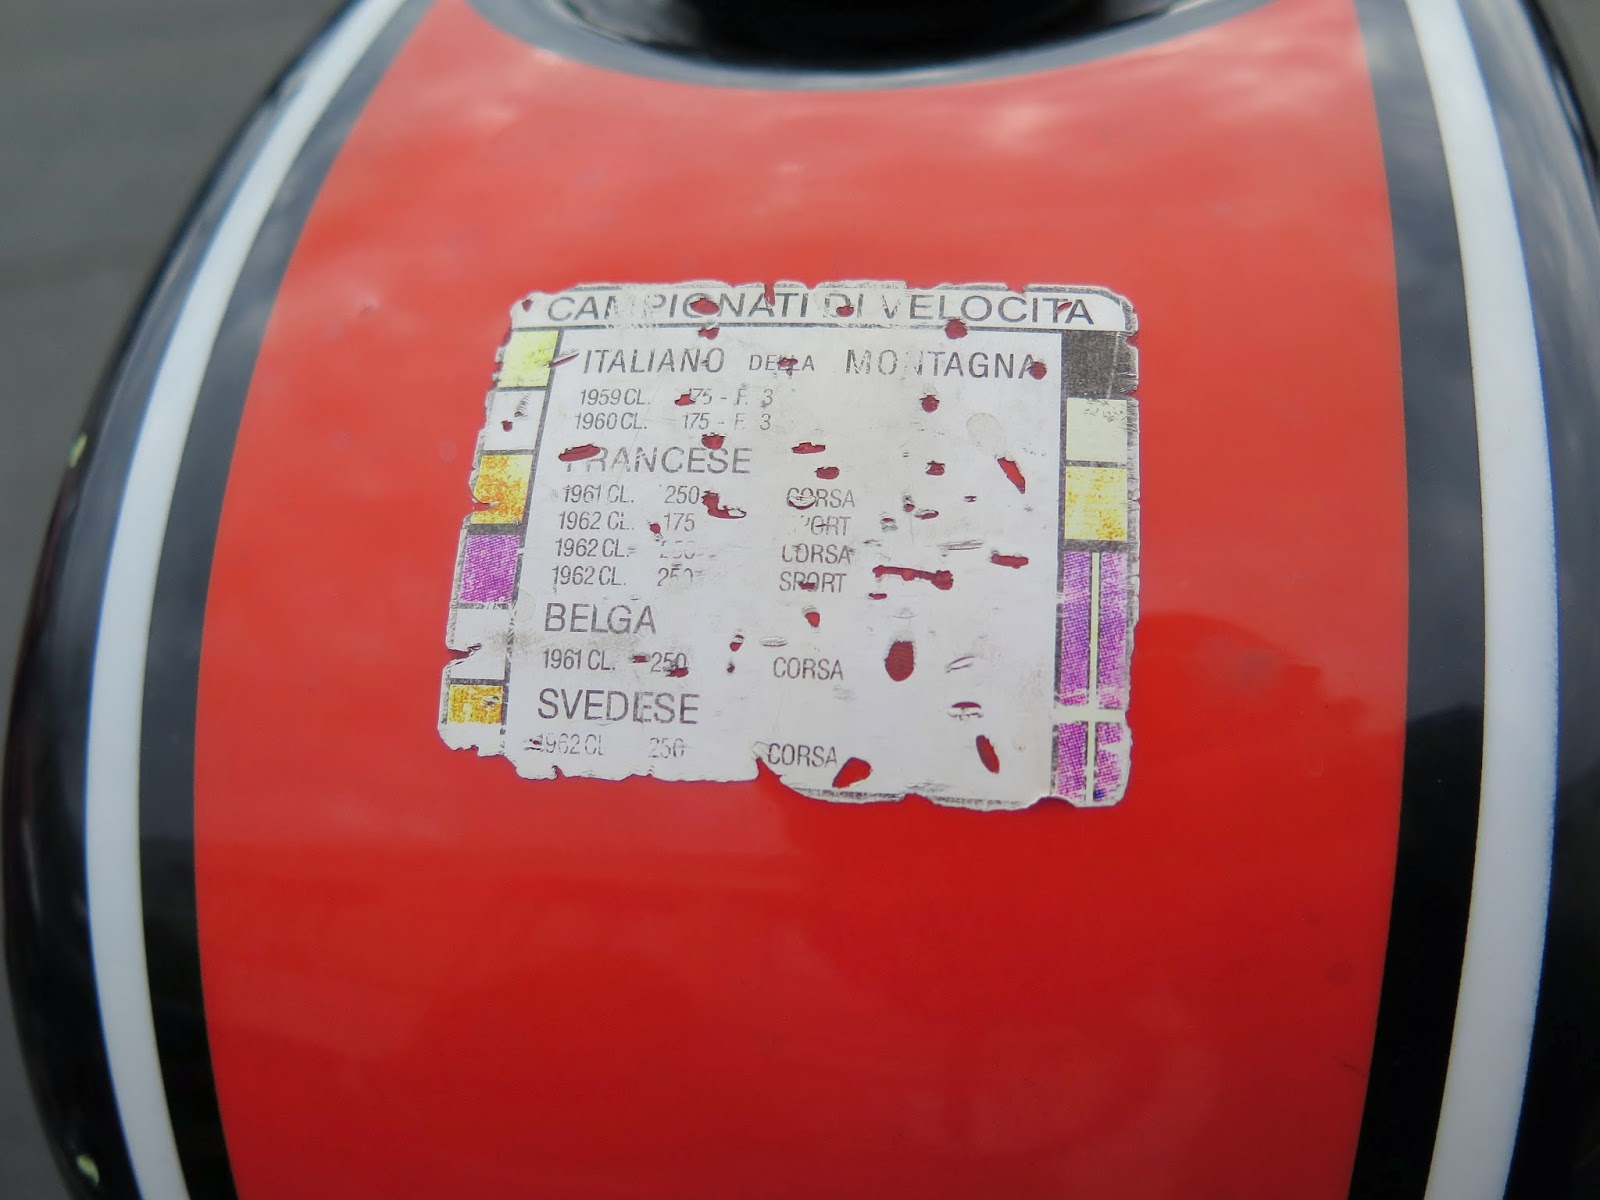 CAMPIONATI DI VELOCITA
ITALIANO DELLA MONTAGNA
1959 CL. 175 - F. 3
1960 CL. 175 - F. 3
FRANCESE
1961 CL. 250 CORSA
1962 CL. 175 SPORT
1962 CL. 250 CORSA
1962 CL. 250 SPORT
BELGA
1961 CL. 250 CORSA
SVEDESE
1962 CL 250 CORSA